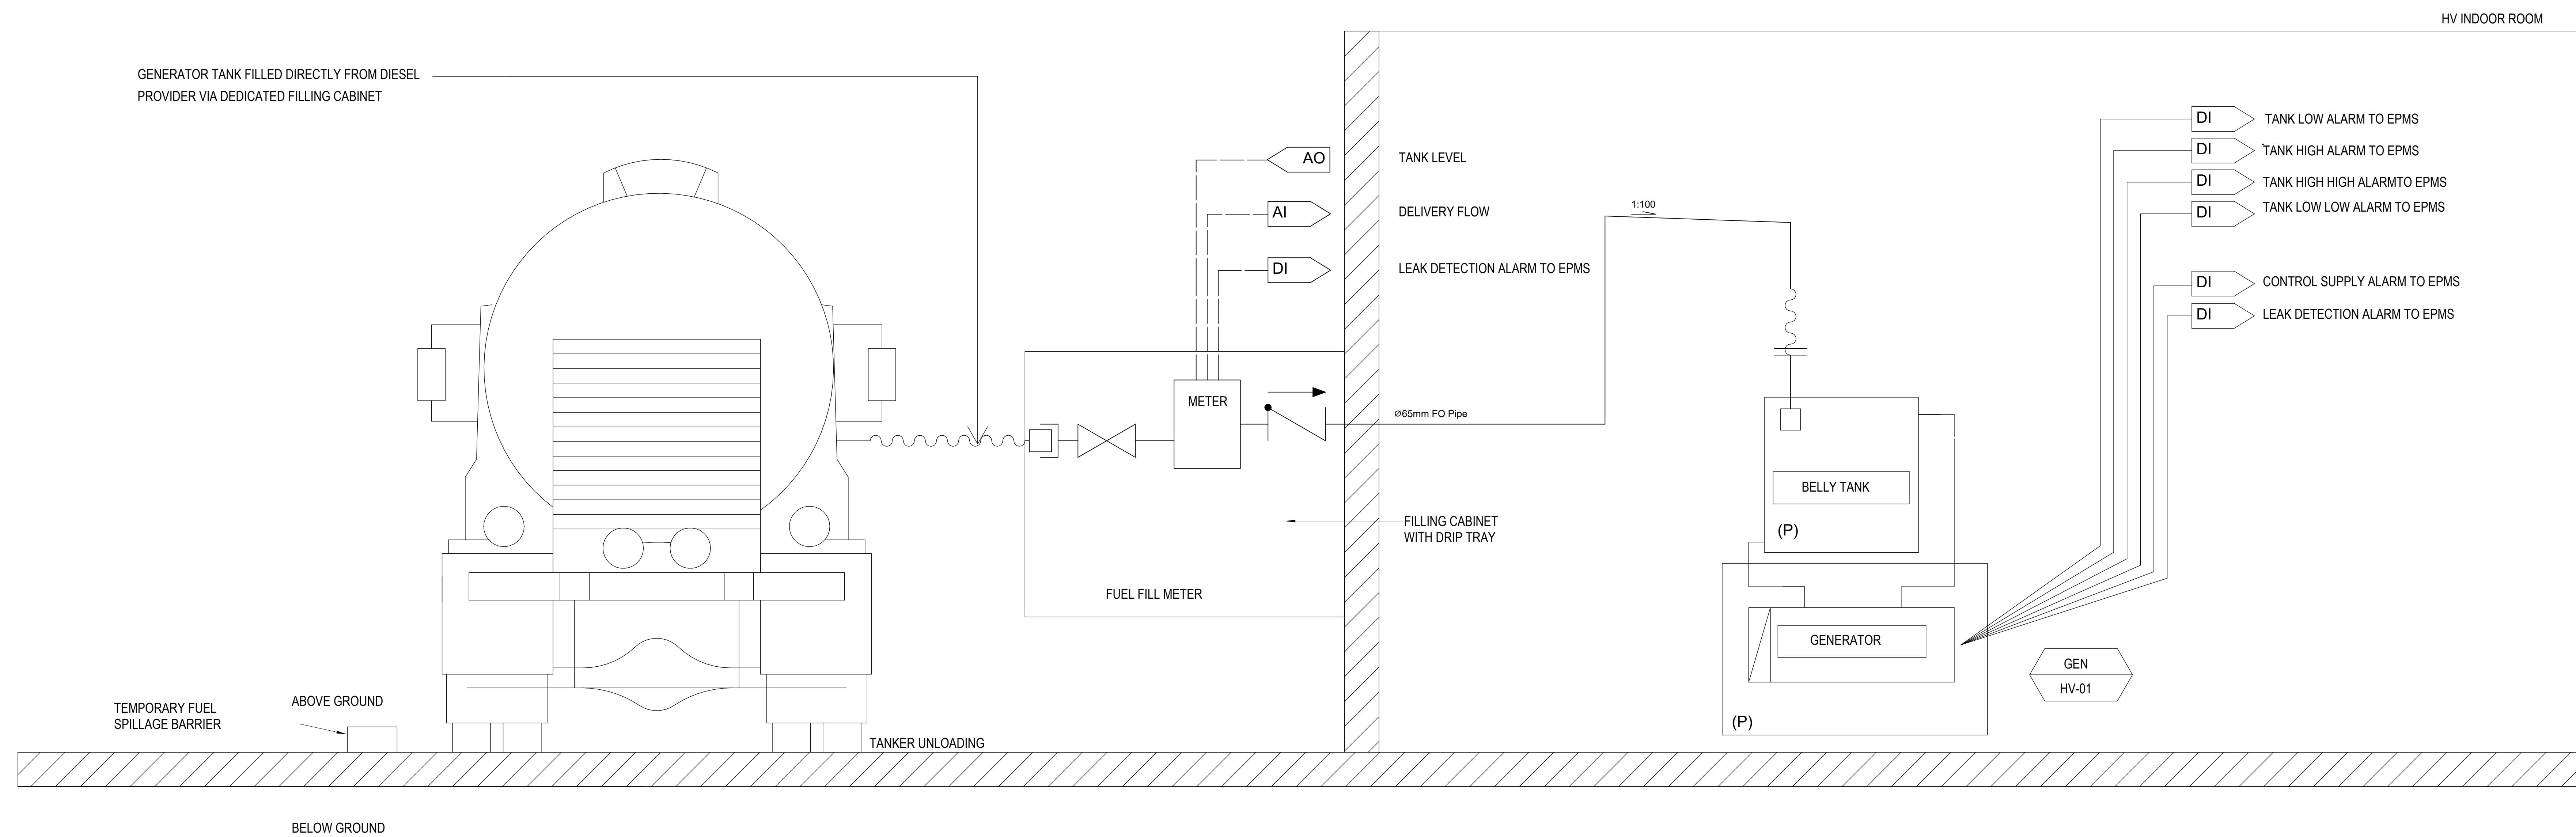 HV INDOOR ROOM
GENERATOR TANK FILLED DIRECTLY FROM DIESEL
PROVIDER VIA DEDICATED FILLING CABINET
DI
TANK LOW ALARM TO EPMS
DI
TANK HIGH ALARM TO EPMS
DI
TANK HIGH HIGH ALARMTO EPMS
DI
TANK LOW LOW ALARM TO EPMS
DI
CONTROL SUPPLY ALARM TO EPMS
DI
LEAK DETECTION ALARM TO EPMS
AO
TANK LEVEL
AI
DELIVERY FLOW
DI
LEAK DETECTION ALARM TO EPMS
1:100
METER
Ø65mm FO Pipe
BELLY TANK
(P)
FILLING CABINET
WITH DRIP TRAY
FUEL FILL METER
GENERATOR
(P)
GEN
HV-01
ABOVE GROUND
TEMPORARY FUEL
SPILLAGE BARRIER
TANKER UNLOADING
BELOW GROUND